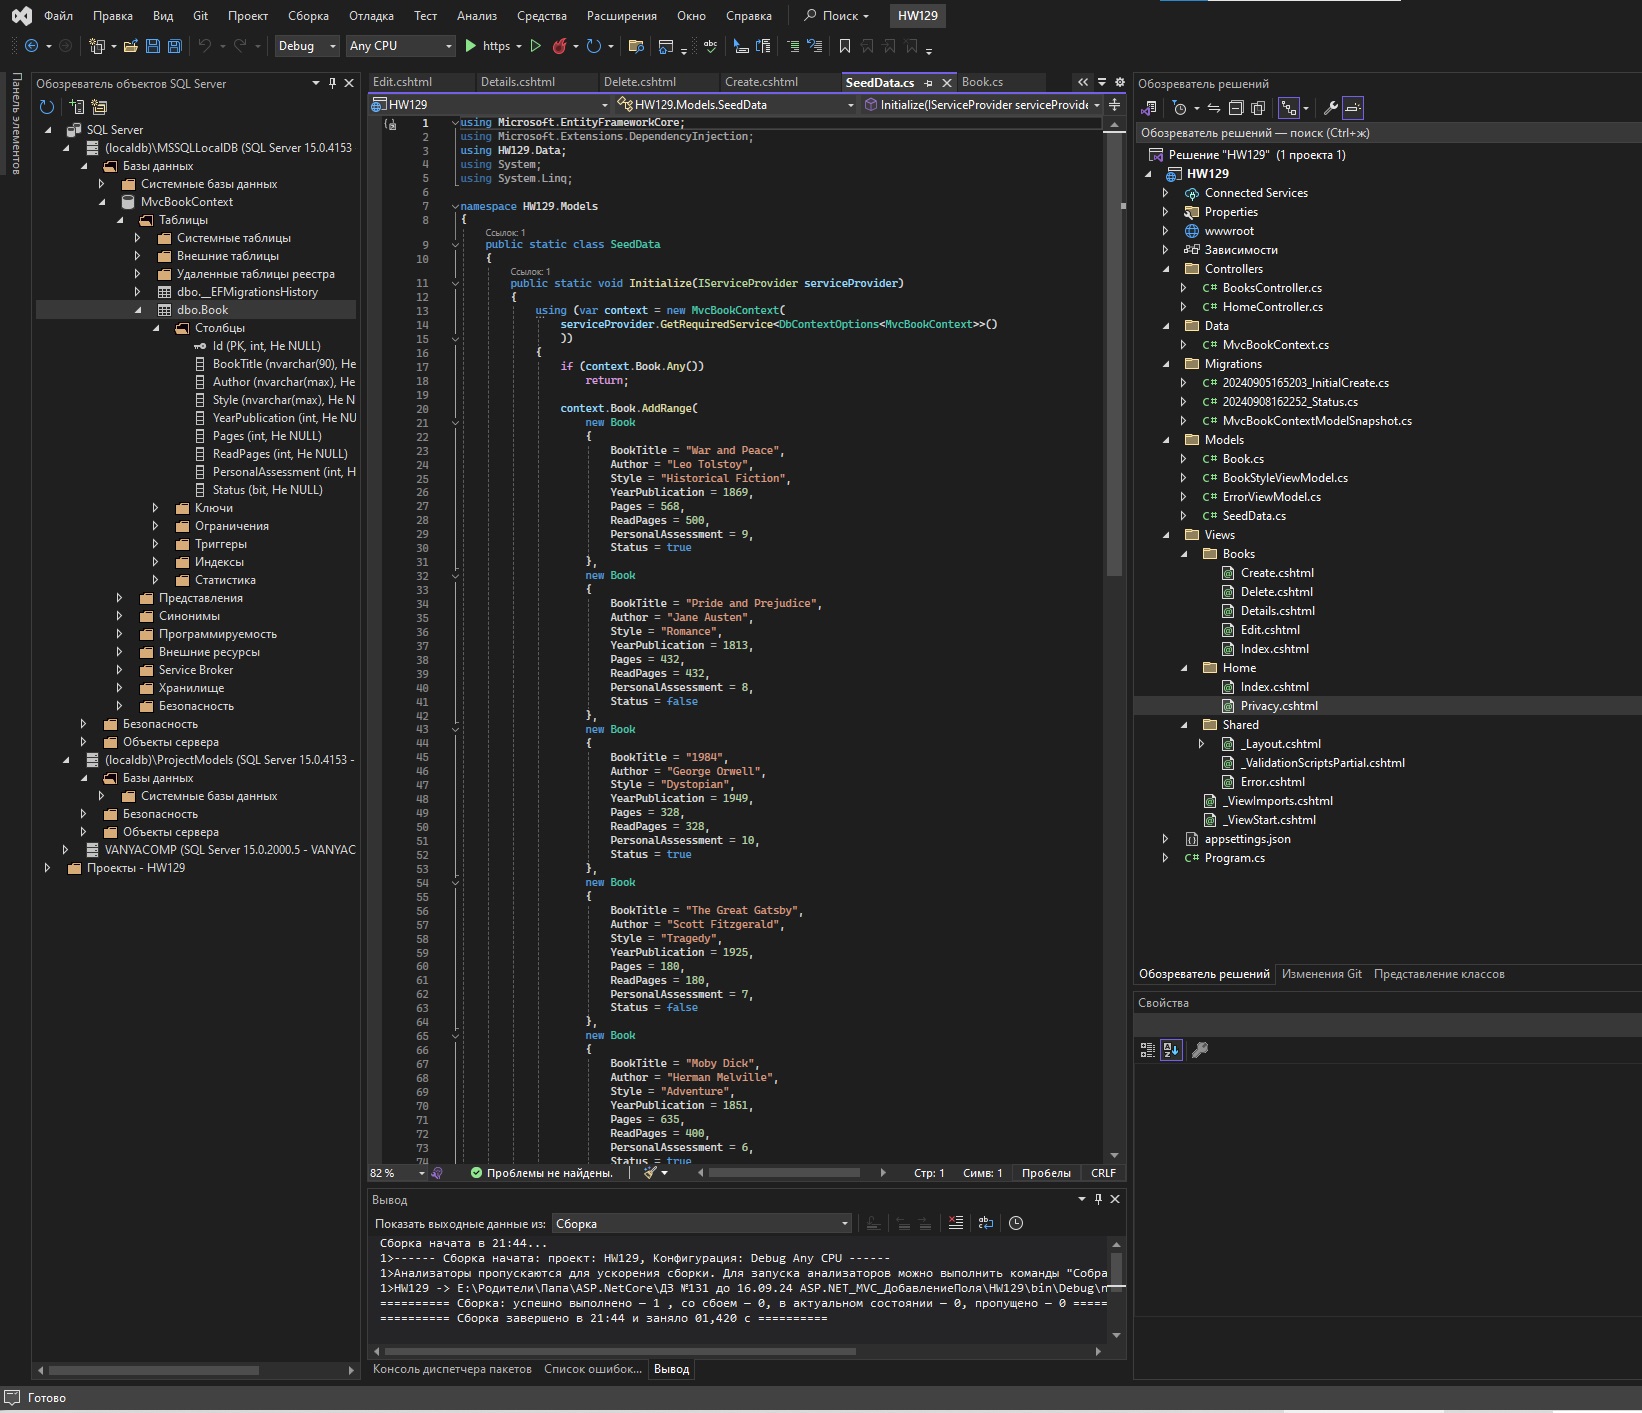 Файл Правка Вид Git Проект Сборка Отладка Тест Анализ Средства Расширения Окно Справка Поиск HW129
Debug Any CPU https
Панель элементов
Обозреватель объектов SQL Server
SQL Server
(localdb)\MSSQLLocalDB (SQL Server 15.0.4153
Базы данных
Системные базы данных
MvcBookContext
Таблицы
Системные таблицы
Внешние таблицы
Удаленные таблицы реестра
dbo.__EFMigrationsHistory
dbo.Book
Столбцы
Id (PK, int, Не NULL)
BookTitle (nvarchar(90), Не
Author (nvarchar(max), Не
Style (nvarchar(max), Не N
YearPublication (int, Не NU
Pages (int, Не NULL)
ReadPages (int, Не NULL)
PersonalAssessment (int, Н
Status (bit, Не NULL)
Ключи
Ограничения
Триггеры
Индексы
Статистика
Представления
Синонимы
Программируемость
Внешние ресурсы
Service Broker
Хранилище
Безопасность
Безопасность
Объекты сервера
(localdb)\ProjectModels (SQL Server 15.0.4153 -
Базы данных
Системные базы данных
Безопасность
Объекты сервера
VANYACOMP (SQL Server 15.0.2000.5 - VANYAC
Проекты - HW129
Edit.cshtml Details.cshtml Delete.cshtml Create.cshtml SeedData.cs Book.cs
HW129 HW129.Models.SeedData Initialize(IServiceProvider serviceProvide
1 using Microsoft.EntityFrameworkCore;
2 using Microsoft.Extensions.DependencyInjection;
3 using HW129.Data;
4 using System;
5 using System.Linq;
6
7 namespace HW129.Models
8 {
Ссылок: 1
9 public static class SeedData
10 {
Ссылок: 1
11 public static void Initialize(IServiceProvider serviceProvider)
12 {
13 using (var context = new MvcBookContext(
14 serviceProvider.GetRequiredService<DbContextOptions<MvcBookContext>>()
15 ))
16 {
17 if (context.Book.Any())
18 return;
19
20 context.Book.AddRange(
21 new Book
22 {
23 BookTitle = "War and Peace",
24 Author = "Leo Tolstoy",
25 Style = "Historical Fiction",
26 YearPublication = 1869,
27 Pages = 568,
28 ReadPages = 500,
29 PersonalAssessment = 9,
30 Status = true
31 },
32 new Book
33 {
34 BookTitle = "Pride and Prejudice",
35 Author = "Jane Austen",
36 Style = "Romance",
37 YearPublication = 1813,
38 Pages = 432,
39 ReadPages = 432,
40 PersonalAssessment = 8,
41 Status = false
42 },
43 new Book
44 {
45 BookTitle = "1984",
46 Author = "George Orwell",
47 Style = "Dystopian",
48 YearPublication = 1949,
49 Pages = 328,
50 ReadPages = 328,
51 PersonalAssessment = 10,
52 Status = true
53 },
54 new Book
55 {
56 BookTitle = "The Great Gatsby",
57 Author = "Scott Fitzgerald",
58 Style = "Tragedy",
59 YearPublication = 1925,
60 Pages = 180,
61 ReadPages = 180,
62 PersonalAssessment = 7,
63 Status = false
64 },
65 new Book
66 {
67 BookTitle = "Moby Dick",
68 Author = "Herman Melville",
69 Style = "Adventure",
70 YearPublication = 1851,
71 Pages = 635,
72 ReadPages = 400,
73 PersonalAssessment = 6,
74 Status = true
82 % Проблемы не найдены. Стр: 1 Симв: 1 Пробелы CRLF
Вывод
Показать выходные данные из: Сборка
Сборка начата в 21:44...
1>------ Сборка начата: проект: HW129, Конфигурация: Debug Any CPU ------
1>Анализаторы пропускаются для ускорения сборки. Для запуска анализаторов можно выполнить команды "Собра
1>HW129 -> E:\Родители\Папа\ASP.NetCore\ДЗ №131 до 16.09.24 ASP.NET_MVC_ДобавлениеПоля\HW129\bin\Debug\n
========== Сборка: успешно выполнено — 1 , со сбоем — 0, в актуальном состоянии — 0, пропущено — 0 =====
========== Сборка завершено в 21:44 и заняло 01,420 с ==========
Консоль диспетчера пакетов Список ошибок... Вывод
Обозреватель решений
Обозреватель решений — поиск (Ctrl+ж)
Решение "HW129" (1 проекта 1)
HW129
Connected Services
Properties
wwwroot
Зависимости
Controllers
C# BooksController.cs
C# HomeController.cs
Data
C# MvcBookContext.cs
Migrations
C# 20240905165203_InitialCreate.cs
C# 20240908162252_Status.cs
C# MvcBookContextModelSnapshot.cs
Models
C# Book.cs
C# BookStyleViewModel.cs
C# ErrorViewModel.cs
C# SeedData.cs
Views
Books
Create.cshtml
Delete.cshtml
Details.cshtml
Edit.cshtml
Index.cshtml
Home
Index.cshtml
Privacy.cshtml
Shared
_Layout.cshtml
_ValidationScriptsPartial.cshtml
Error.cshtml
_ViewImports.cshtml
_ViewStart.cshtml
appsettings.json
C# Program.cs
Обозреватель решений Изменения Git Представление классов
Свойства
Готово